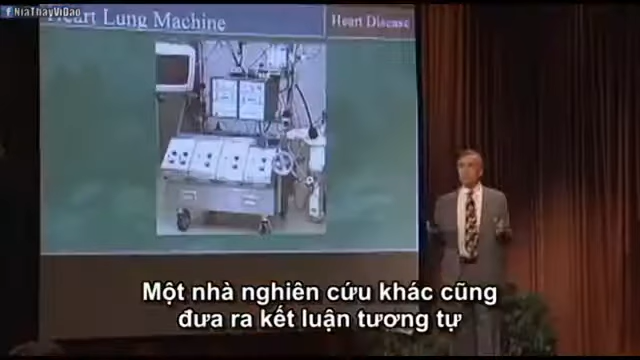 f NiaThayViDao
Heart Lung Machine
Heart Disease
Một nhà nghiên cứu khác cũng
đưa ra kết luận tương tự